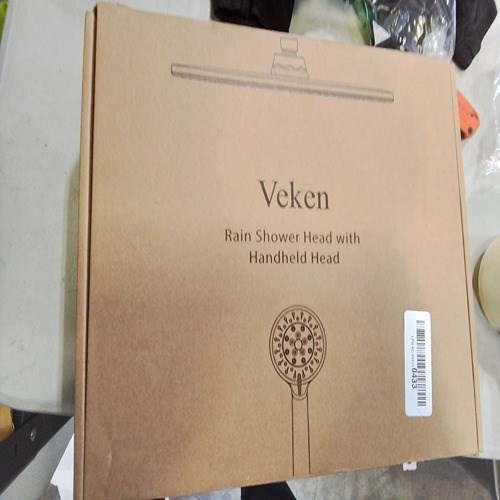 Veken
Rain Shower Head with
Handheld Head
0433